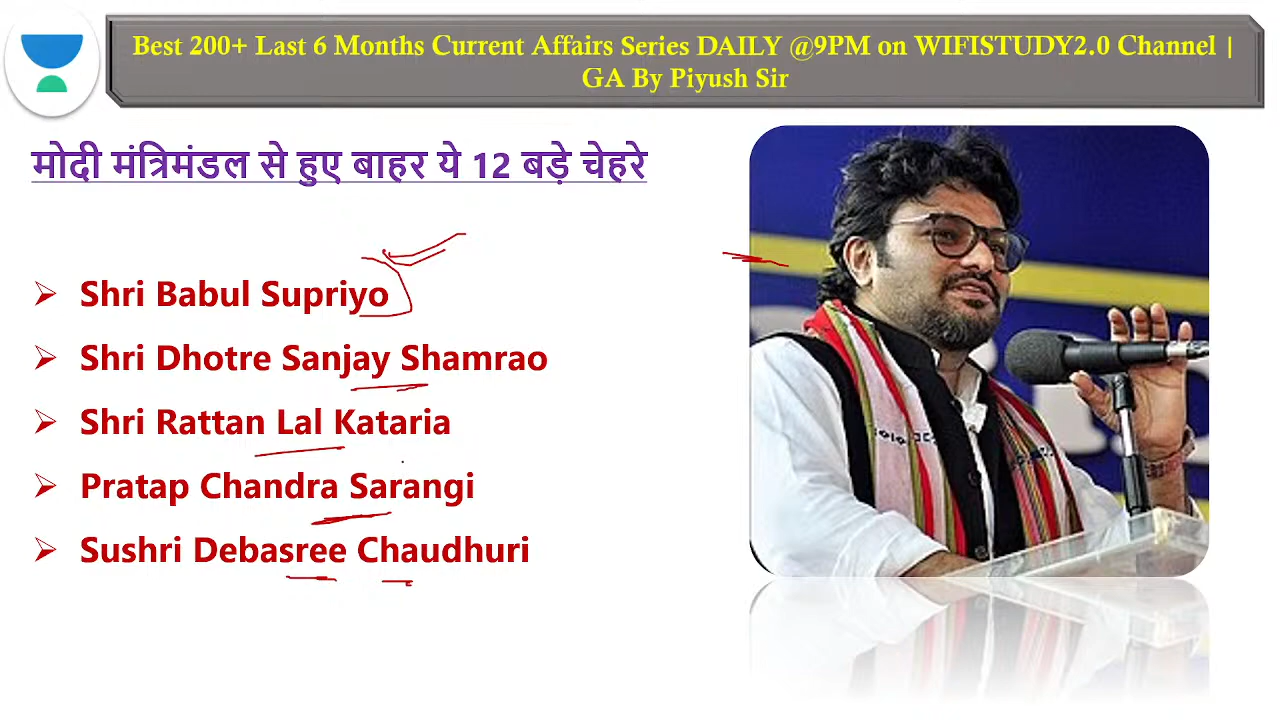 Best 200+ Last 6 Months Current Affairs Series DAILY @9PM on WIFISTUDY2.0 Channel |
GA By Piyush Sir
मोदी मंत्रिमंडल से हुए बाहर ये 12 बड़े चेहरे
Shri Babul Supriyo
Shri Dhotre Sanjay Shamrao
Shri Rattan Lal Kataria
Pratap Chandra Sarangi
Sushri Debasree Chaudhuri